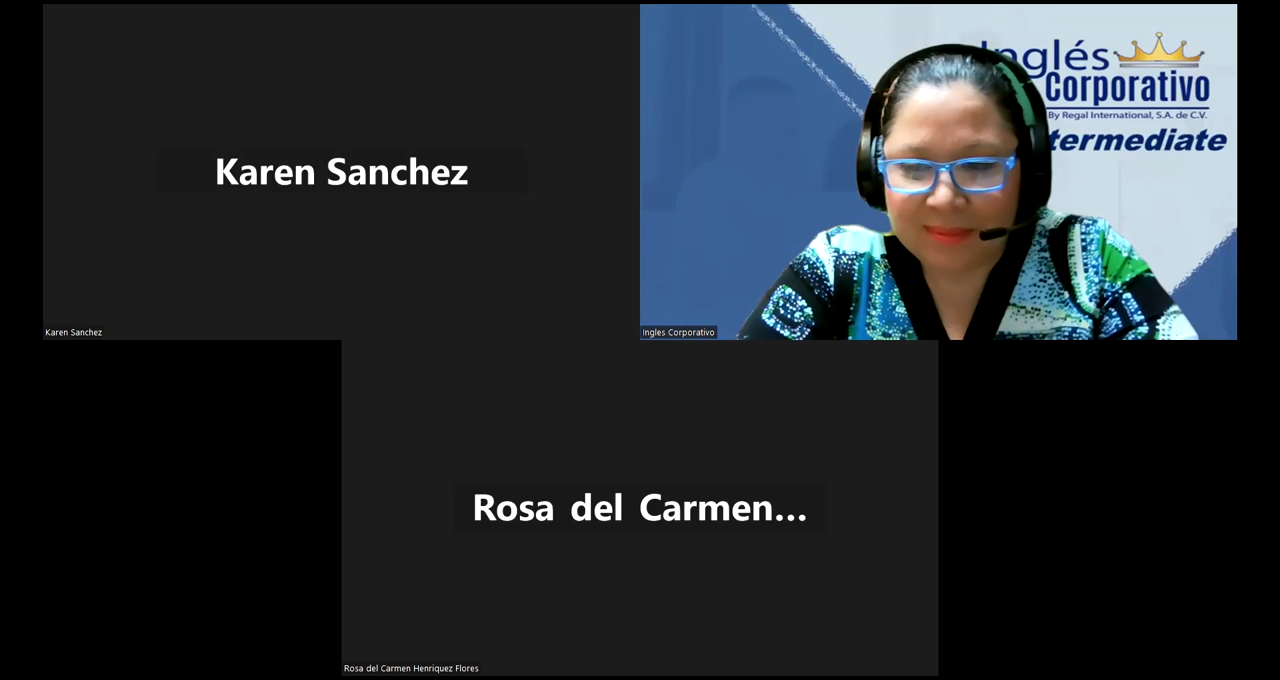 Karen Sanchez
Karen Sanchez
Inglés
Corporativo
By Regal International, S.A. de C.V.
termediate
Ingles Corporativo
Rosa del Carmen...
Rosa del Carmen Henriquez Flores